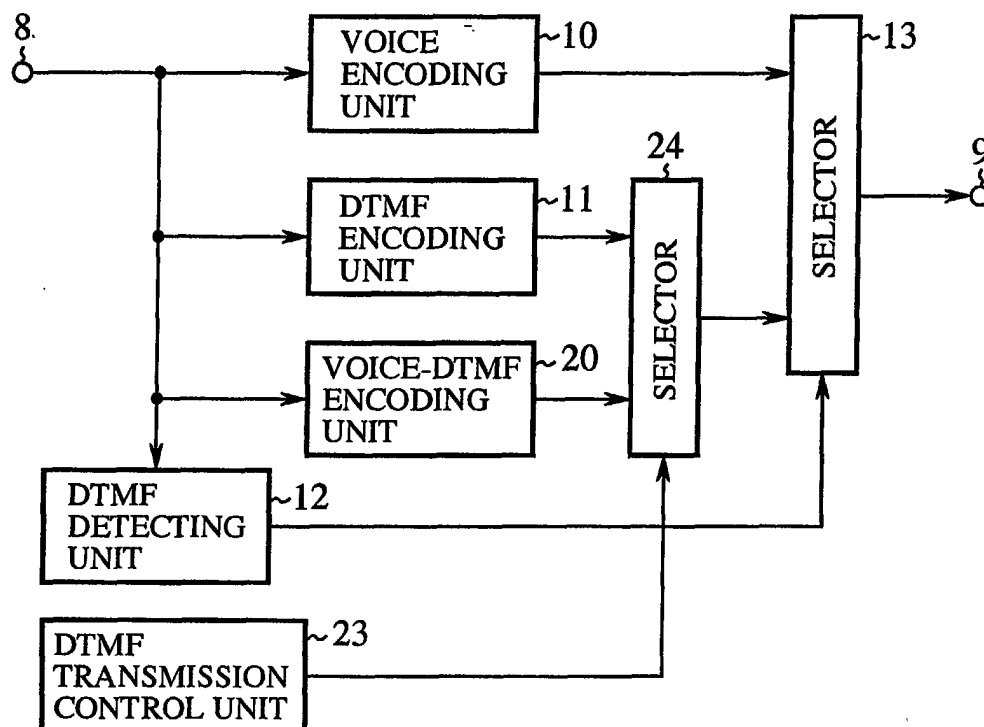 8
VOICE
ENCODING
UNIT
10
13
SELECTOR
9
24
SELECTOR
DTMF
ENCODING
UNIT
11
VOICE-DTMF
ENCODING
UNIT
20
DTMF
DETECTING
UNIT
12
DTMF
TRANSMISSION
CONTROL UNIT
23